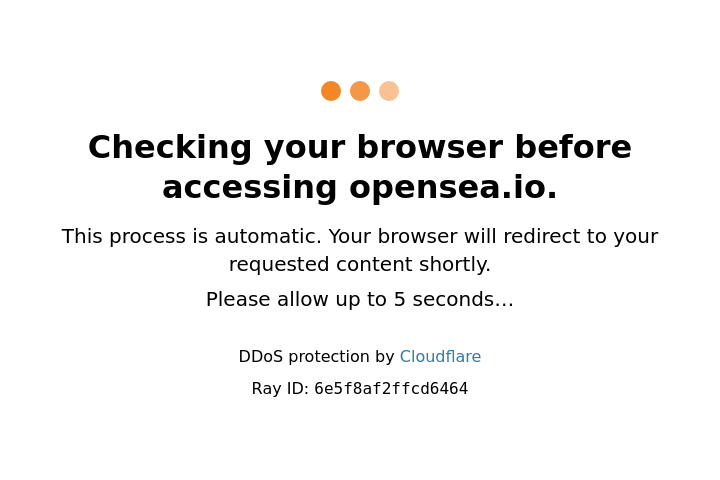 Checking your browser before
accessing opensea.io.
This process is automatic. Your browser will redirect to your
requested content shortly.
Please allow up to 5 seconds…
DDoS protection by Cloudflare
Ray ID: 6e5f8af2ffcd6464